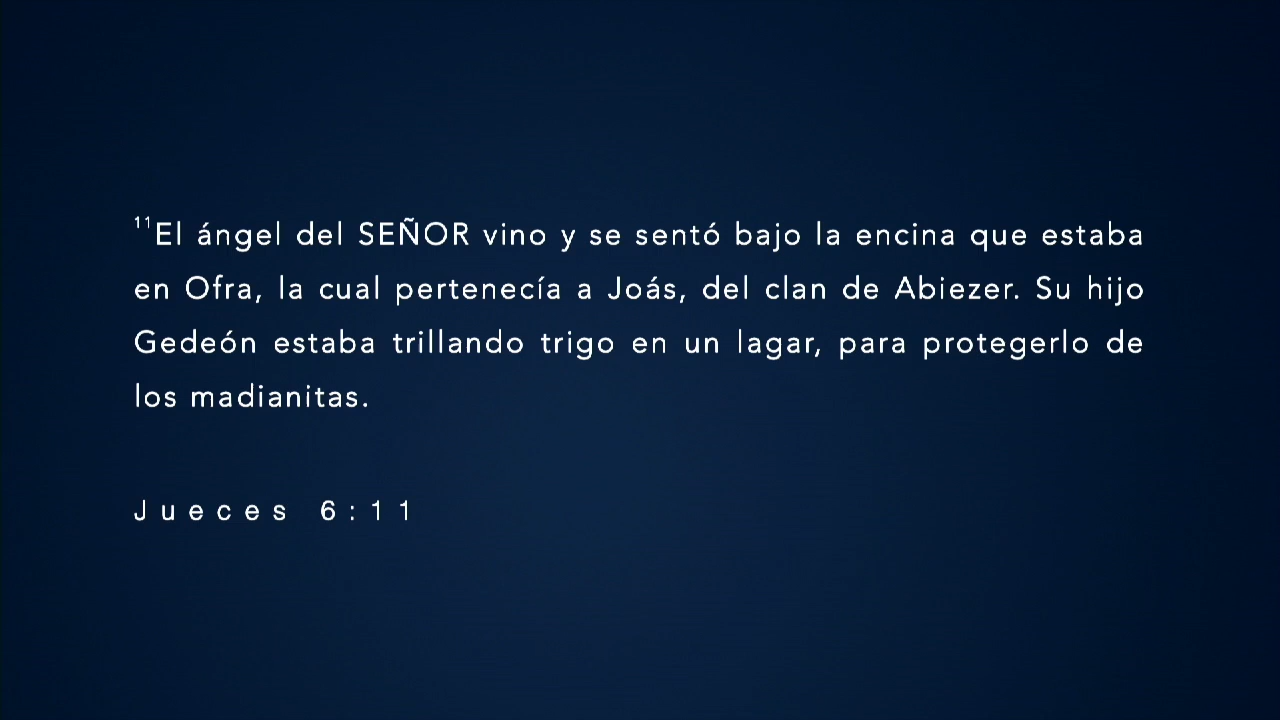 ¹¹El ángel del SEÑOR vino y se sentó bajo la encina que estaba
en Ofra, la cual pertenecía a Joás, del clan de Abiezer. Su hijo
Gedeón estaba trillando trigo en un lagar, para protegerlo de
los madianitas.
Jueces 6:11